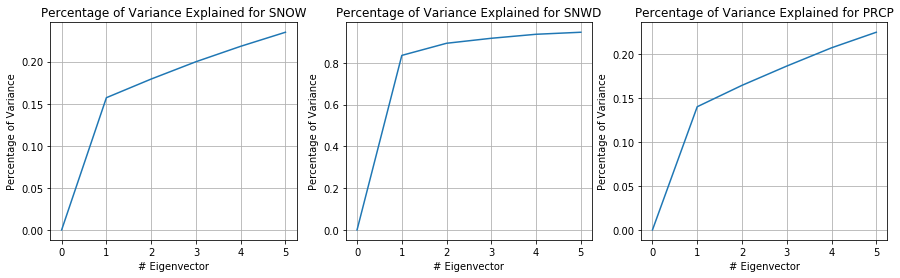 Percentage of Variance Explained for SNOW
Percentage of Variance
0.20
0.15
0.10
0.05
0.00
0 1 2 3 4 5
# Eigenvector
Percentage of Variance Explained for SNWD
Percentage of Variance
0.8
0.6
0.4
0.2
0.0
0 1 2 3 4 5
# Eigenvector
Percentage of Variance Explained for PRCP
Percentage of Variance
0.20
0.15
0.10
0.05
0.00
0 1 2 3 4 5
# Eigenvector